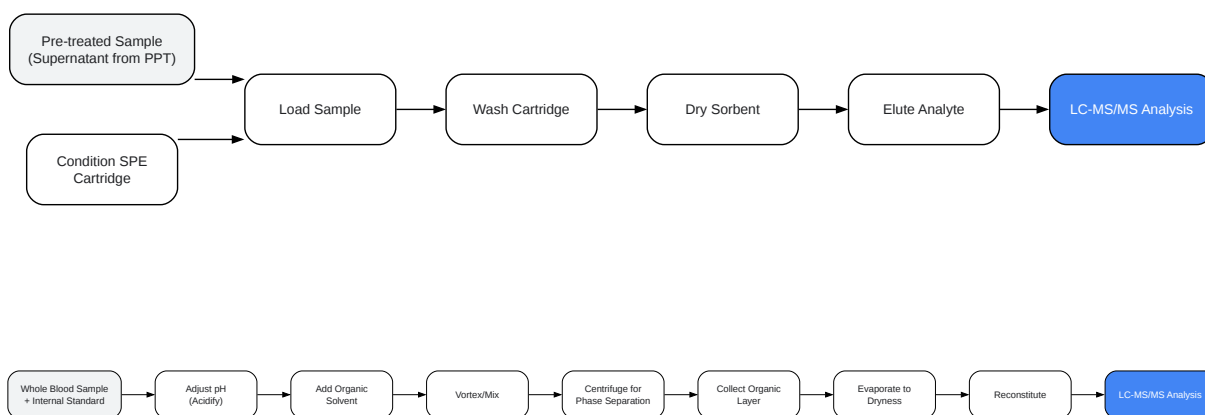 Pre-treated Sample
(Supernatant from PPT)
Load Sample
Wash Cartridge
Dry Sorbent
Elute Analyte
LC-MS/MS Analysis
Condition SPE
Cartridge
Whole Blood Sample
+ Internal Standard
Adjust pH
(Acidify)
Add Organic
Solvent
Vortex/Mix
Centrifuge for
Phase Separation
Collect Organic
Layer
Evaporate to
Dryness
Reconstitute
LC-MS/MS Analysis